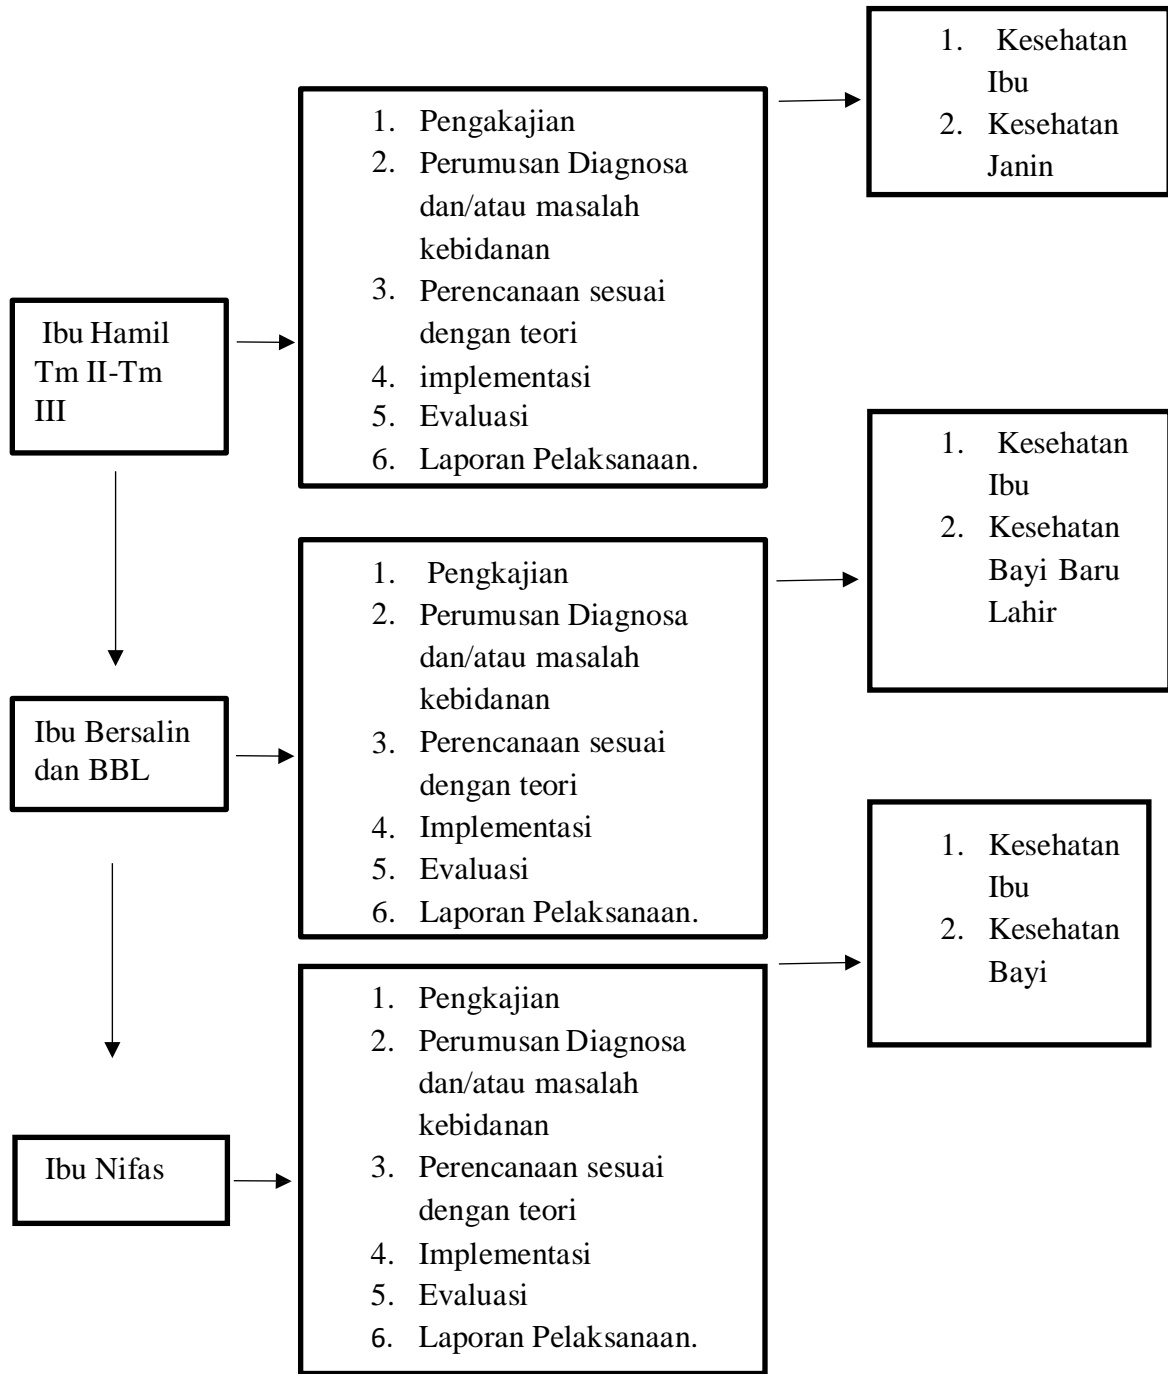 Ibu Hamil
Tm II-Tm
III
1. Pengakajian
2. Perumusan Diagnosa
dan/atau masalah
kebidanan
3. Perencanaan sesuai
dengan teori
4. implementasi
5. Evaluasi
6. Laporan Pelaksanaan.
1. Kesehatan
Ibu
2. Kesehatan
Janin
Ibu Bersalin
dan BBL
1. Pengkajian
2. Perumusan Diagnosa
dan/atau masalah
kebidanan
3. Perencanaan sesuai
dengan teori
4. Implementasi
5. Evaluasi
6. Laporan Pelaksanaan.
1. Kesehatan
Ibu
2. Kesehatan
Bayi Baru
Lahir
Ibu Nifas
1. Pengkajian
2. Perumusan Diagnosa
dan/atau masalah
kebidanan
3. Perencanaan sesuai
dengan teori
4. Implementasi
5. Evaluasi
6. Laporan Pelaksanaan.
1. Kesehatan
Ibu
2. Kesehatan
Bayi